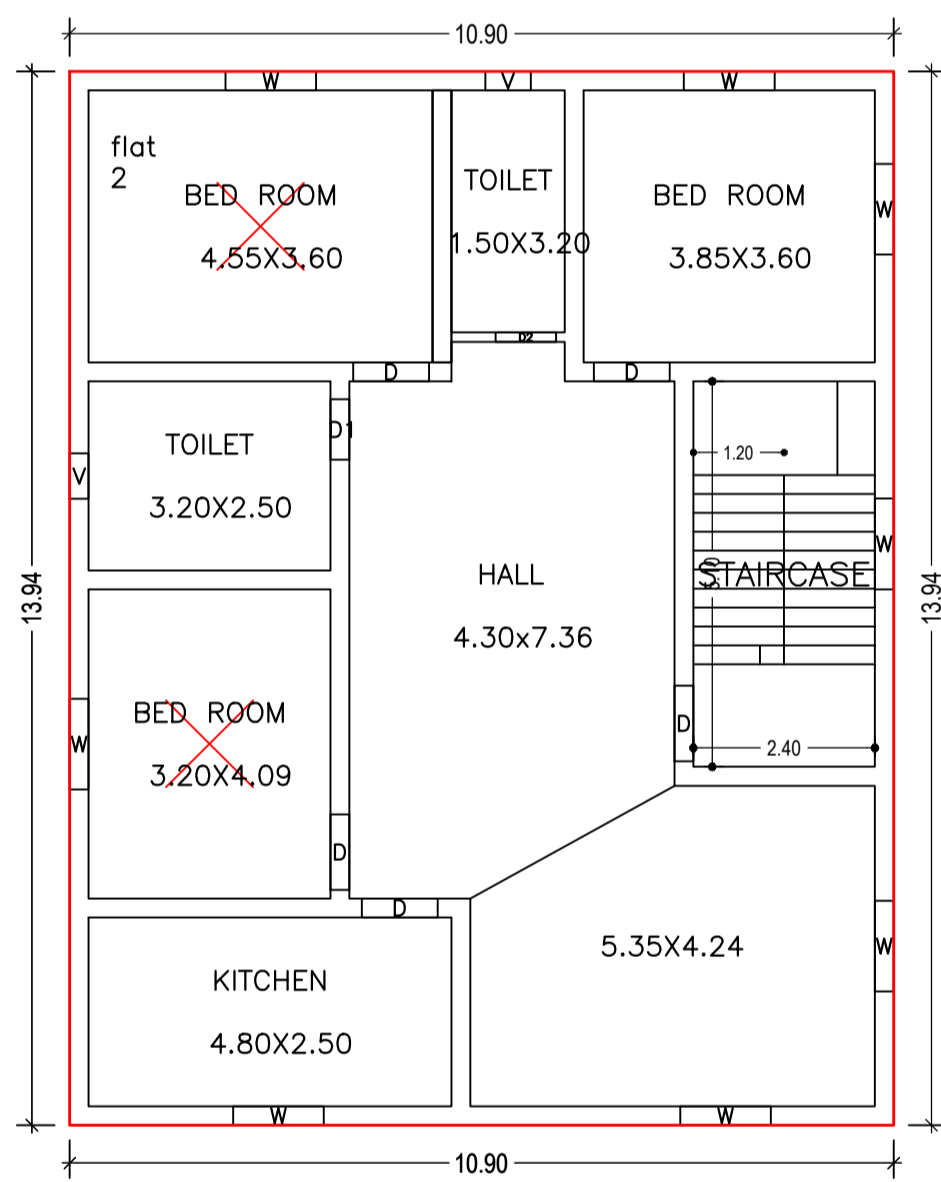 10.90
W
V
W
flat
2
BED ROOM
4.55X3.60
TOILET
1.50X3.20
BED ROOM
3.85X3.60
W
D2
D
D
TOILET
3.20X2.50
D1
V
1.20
W
STAIRCASE
13.94
13.94
HALL
4.30x7.36
BED ROOM
3.20X4.09
W
D
2.40
D
D
5.35X4.24
W
KITCHEN
4.80X2.50
W
W
10.90